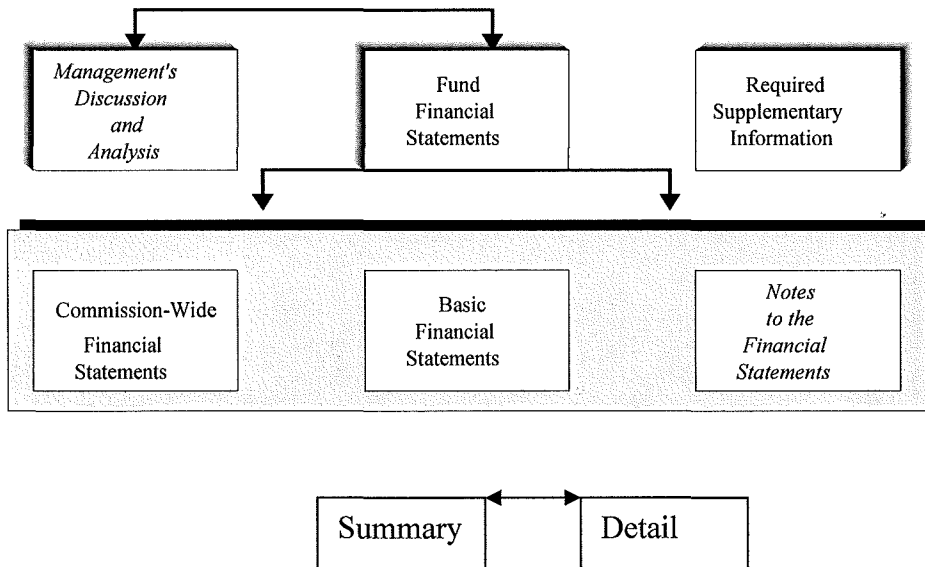 Management's
Discussion
and
Analysis
Fund
Financial
Statements
Required
Supplementary
Information
Commission-Wide
Financial
Statements
Basic
Financial
Statements
Notes
to the
Financial
Statements
Summary
Detail